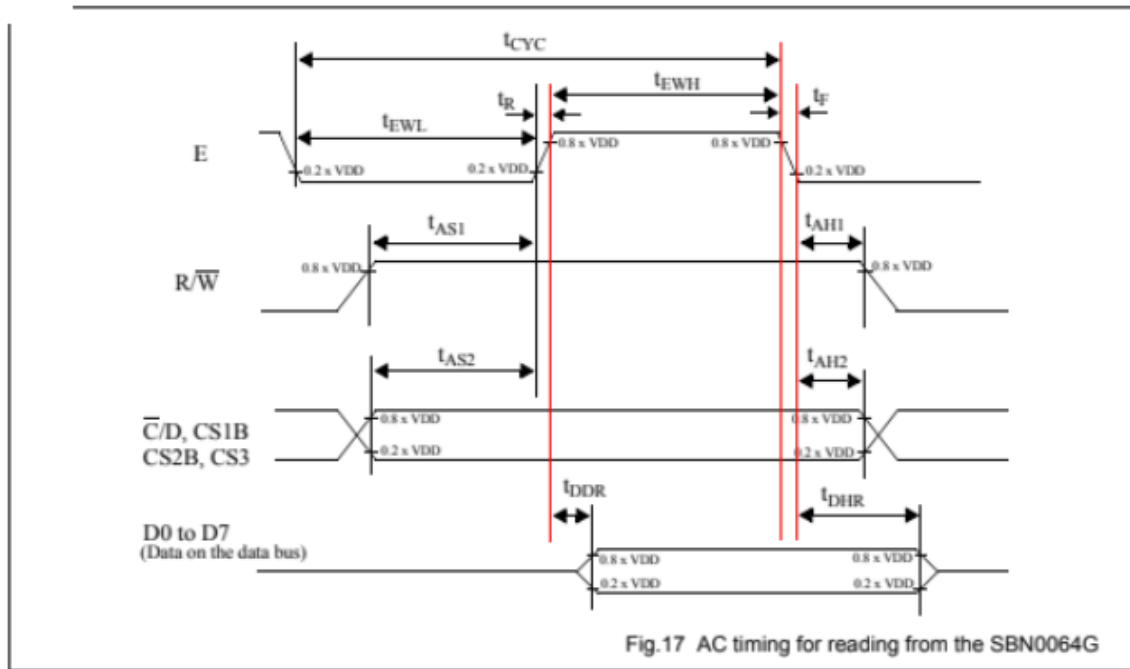 tCYC
tEWH
tR
tF
tEWL
E
0.8 x VDD
0.8 x VDD
0.2 x VDD
0.2 x VDD
0.2 x VDD
tAS1
tAH1
R/W̅
0.8 x VDD
0.8 x VDD
tAS2
tAH2
C̅/D, CS1B
CS2B, CS3
0.8 x VDD
0.8 x VDD
0.2 x VDD
0.2 x VDD
tDDR
tDHR
D0 to D7
(Data on the data bus)
0.8 x VDD
0.8 x VDD
0.2 x VDD
0.2 x VDD
Fig.17 AC timing for reading from the SBN0064G